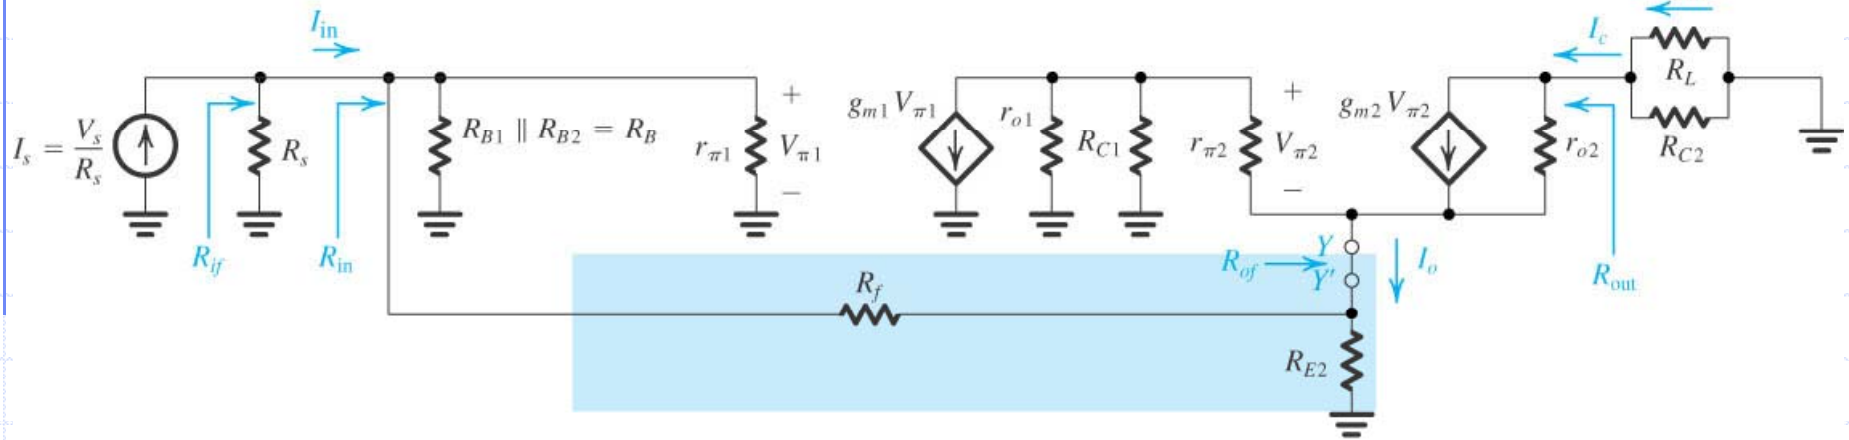 I_in
I_s = V_s / R_s
R_s
R_if
R_in
R_B1 || R_B2 = R_B
r_π1
+
V_π1
−
g_m1 V_π1
r_o1
R_C1
r_π2
+
V_π2
−
g_m2 V_π2
r_o2
I_c
R_L
R_C2
R_out
R_of
Y
Y′
I_o
R_f
R_E2